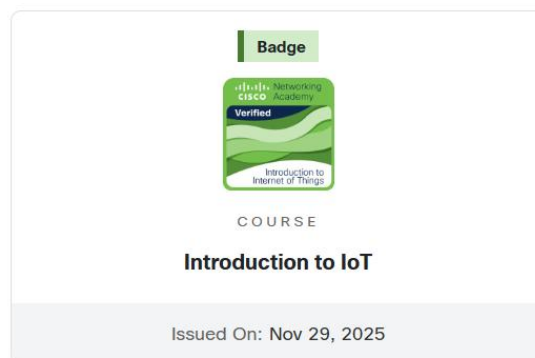 Badge
Networking
CISCO Academy
Verified
Introduction to
Internet of Things
COURSE
Introduction to IoT
Issued On: Nov 29, 2025